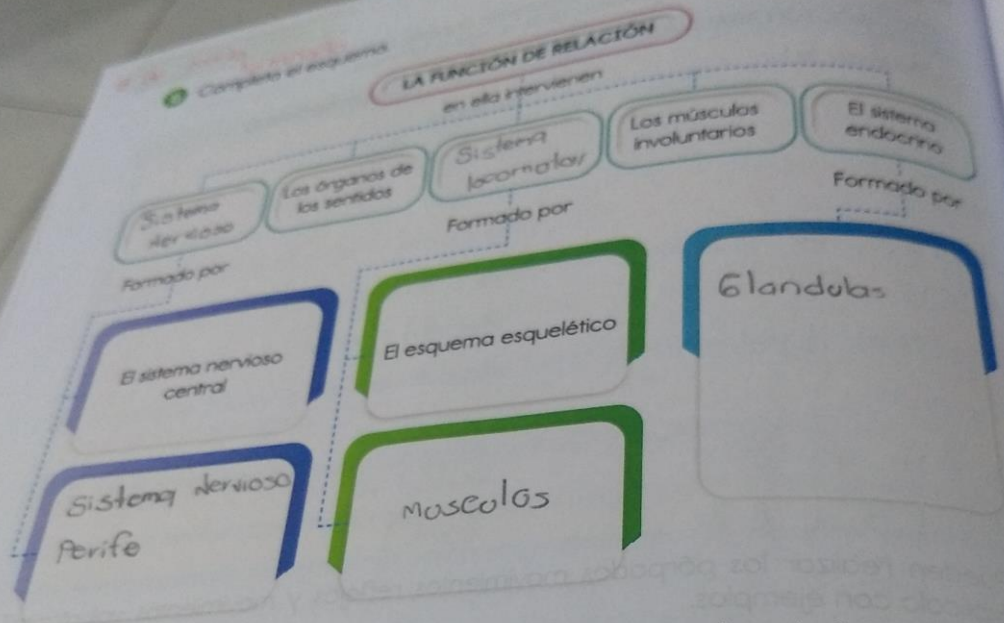 Completa el esquema.
LA FUNCIÓN DE RELACIÓN
en ella intervienen
Sistema
nervioso
Los órganos de
los sentidos
Sistema
locomotor
Los músculos
involuntarios
El sistema
endocrino
Formado por
Formado por
Formado por
El sistema nervioso
central
El esquema esquelético
Glandulas
Sistema Nervioso
Perife
Musculos